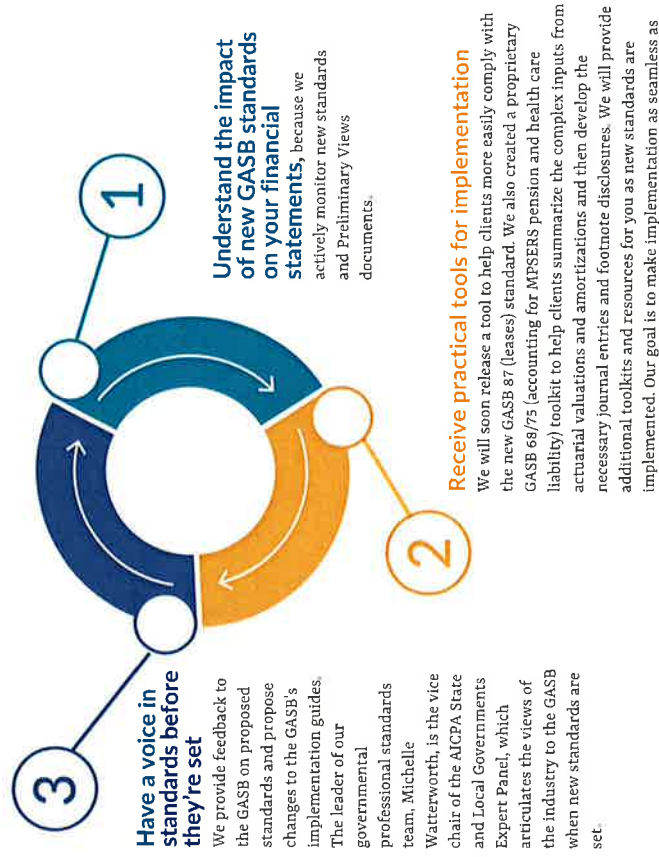 1
Understand the impact
of new GASB standards
on your financial
statements, because we
actively monitor new standards
and Preliminary Views
documents.
2
Receive practical tools for implementation
We will soon release a tool to help clients more easily comply with
the new GASB 87 (leases) standard. We also created a proprietary
GASB 68/75 (accounting for MPSERS pension and health care
liability) toolkit to help clients summarize the complex inputs from
actuarial valuations and amortizations and then develop the
necessary journal entries and footnote disclosures. We will provide
additional toolkits and resources for you as new standards are
implemented. Our goal is to make implementation as seamless as
3
Have a voice in
standards before
they're set
We provide feedback to
the GASB on proposed
standards and propose
changes to the GASB's
implementation guides.
The leader of our
governmental
professional standards
team, Michelle
Watterworth, is the vice
chair of the AICPA State
and Local Governments
Expert Panel, which
articulates the views of
the industry to the GASB
when new standards are
set.